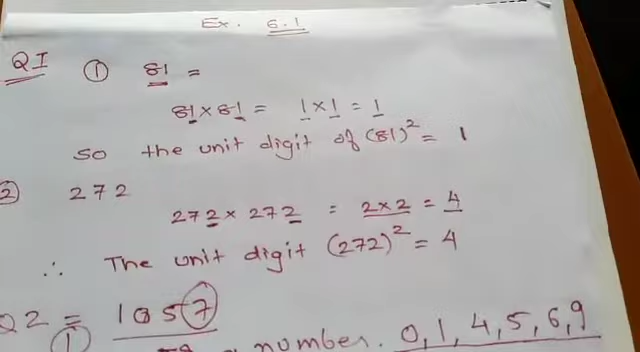 Ex. 6.1
Q I ① 81 =
81 × 81 = 1 × 1 = 1
So the unit digit of (81)² = 1
② 272
272 × 272 = 2×2 = 4
∴ The unit digit (272)² = 4
Q2 = 1057
① number. 0, 1, 4, 5, 6, 9